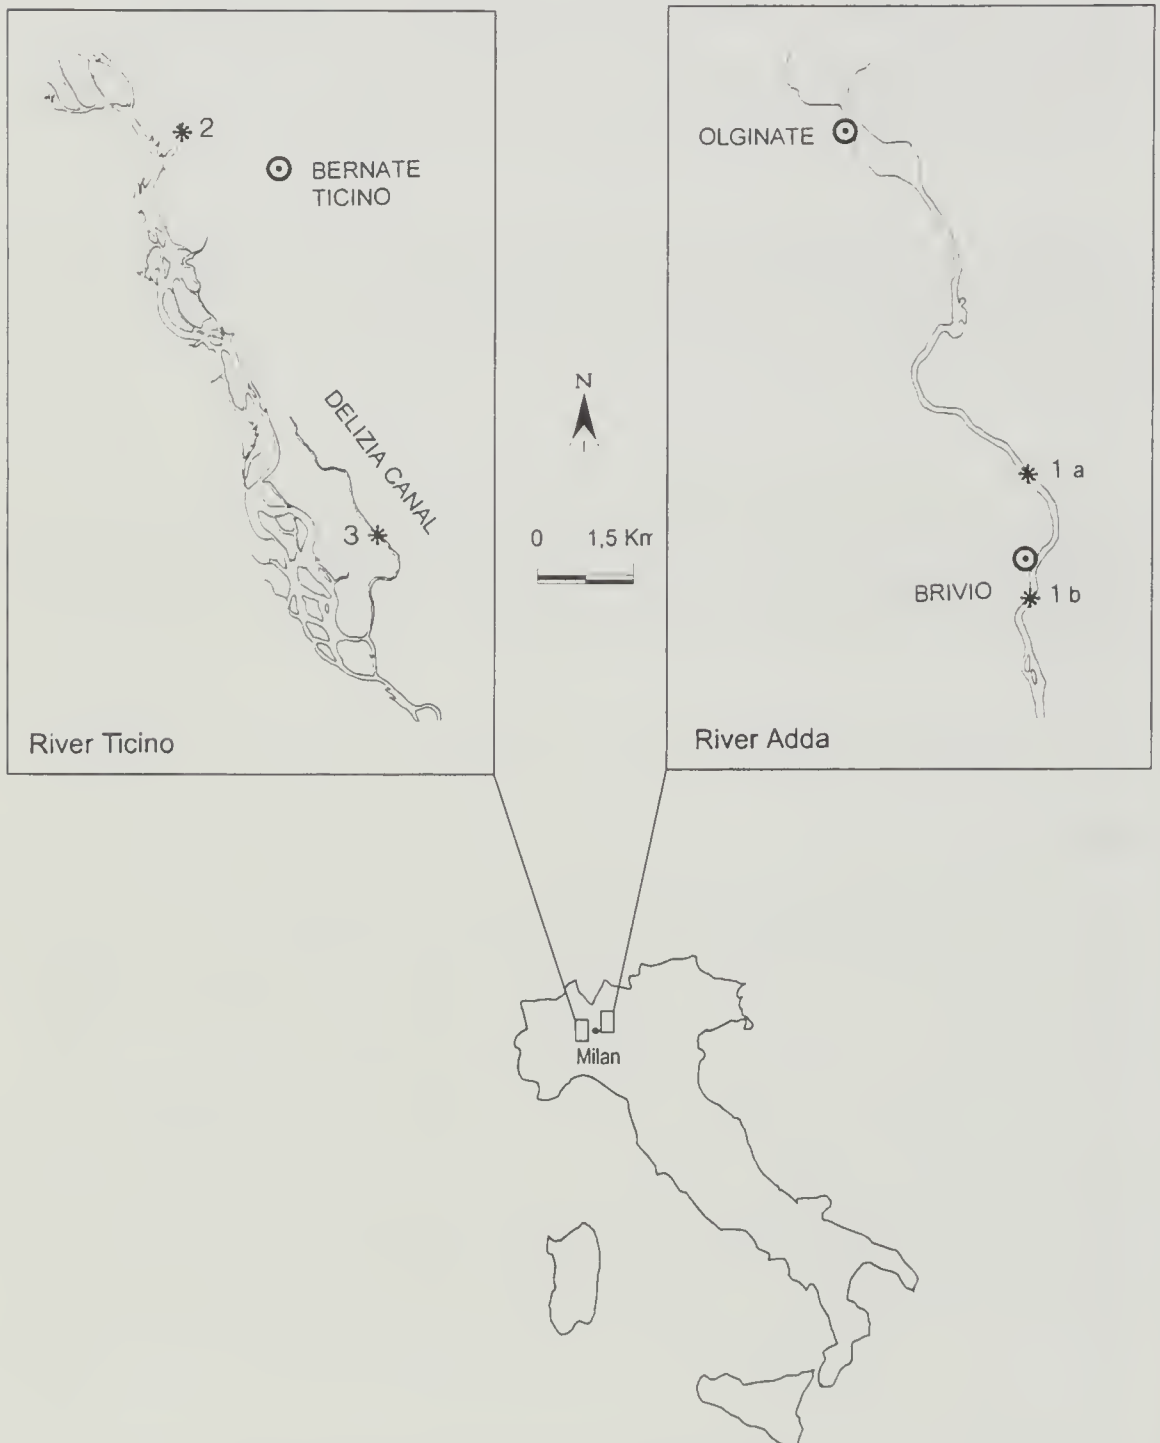 2
BERNATE
TICINO
DELIZIA CANAL
3
River Ticino
N
0 1,5 Km
OLGINATE
1 a
BRIVIO
1 b
River Adda
Milan